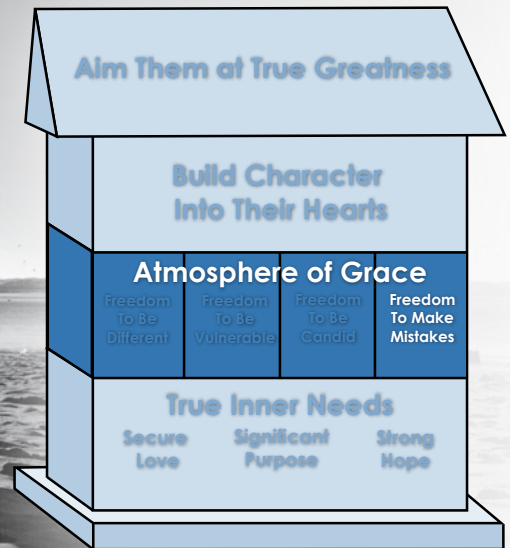 Aim Them at True Greatness
Build Character
Into Their Hearts
Atmosphere of Grace
Freedom
To Be
Different
Freedom
To Be
Vulnerable
Freedom
To Be
Candid
Freedom
To Make
Mistakes
True Inner Needs
Secure
Love
Significant
Purpose
Strong
Hope